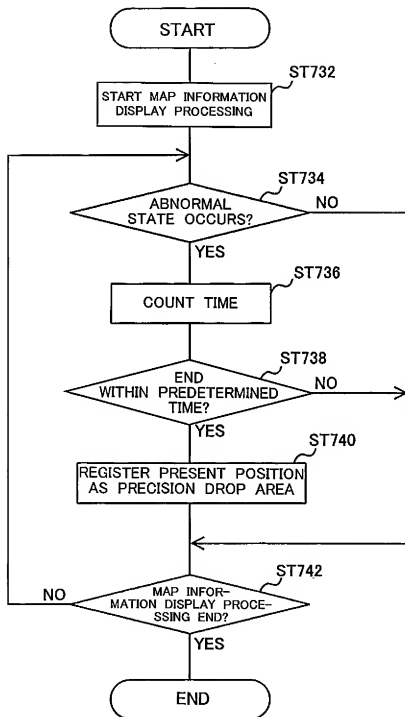 START
ST732
START MAP INFORMATION
DISPLAY PROCESSING
ST734
ABNORMAL
STATE OCCURS?
NO
YES
ST736
COUNT TIME
ST738
END
WITHIN PREDETERMINED
TIME?
NO
YES
ST740
REGISTER PRESENT POSITION
AS PRECISION DROP AREA
ST742
NO
MAP INFOR-
MATION DISPLAY PROCE-
SSING END?
YES
END